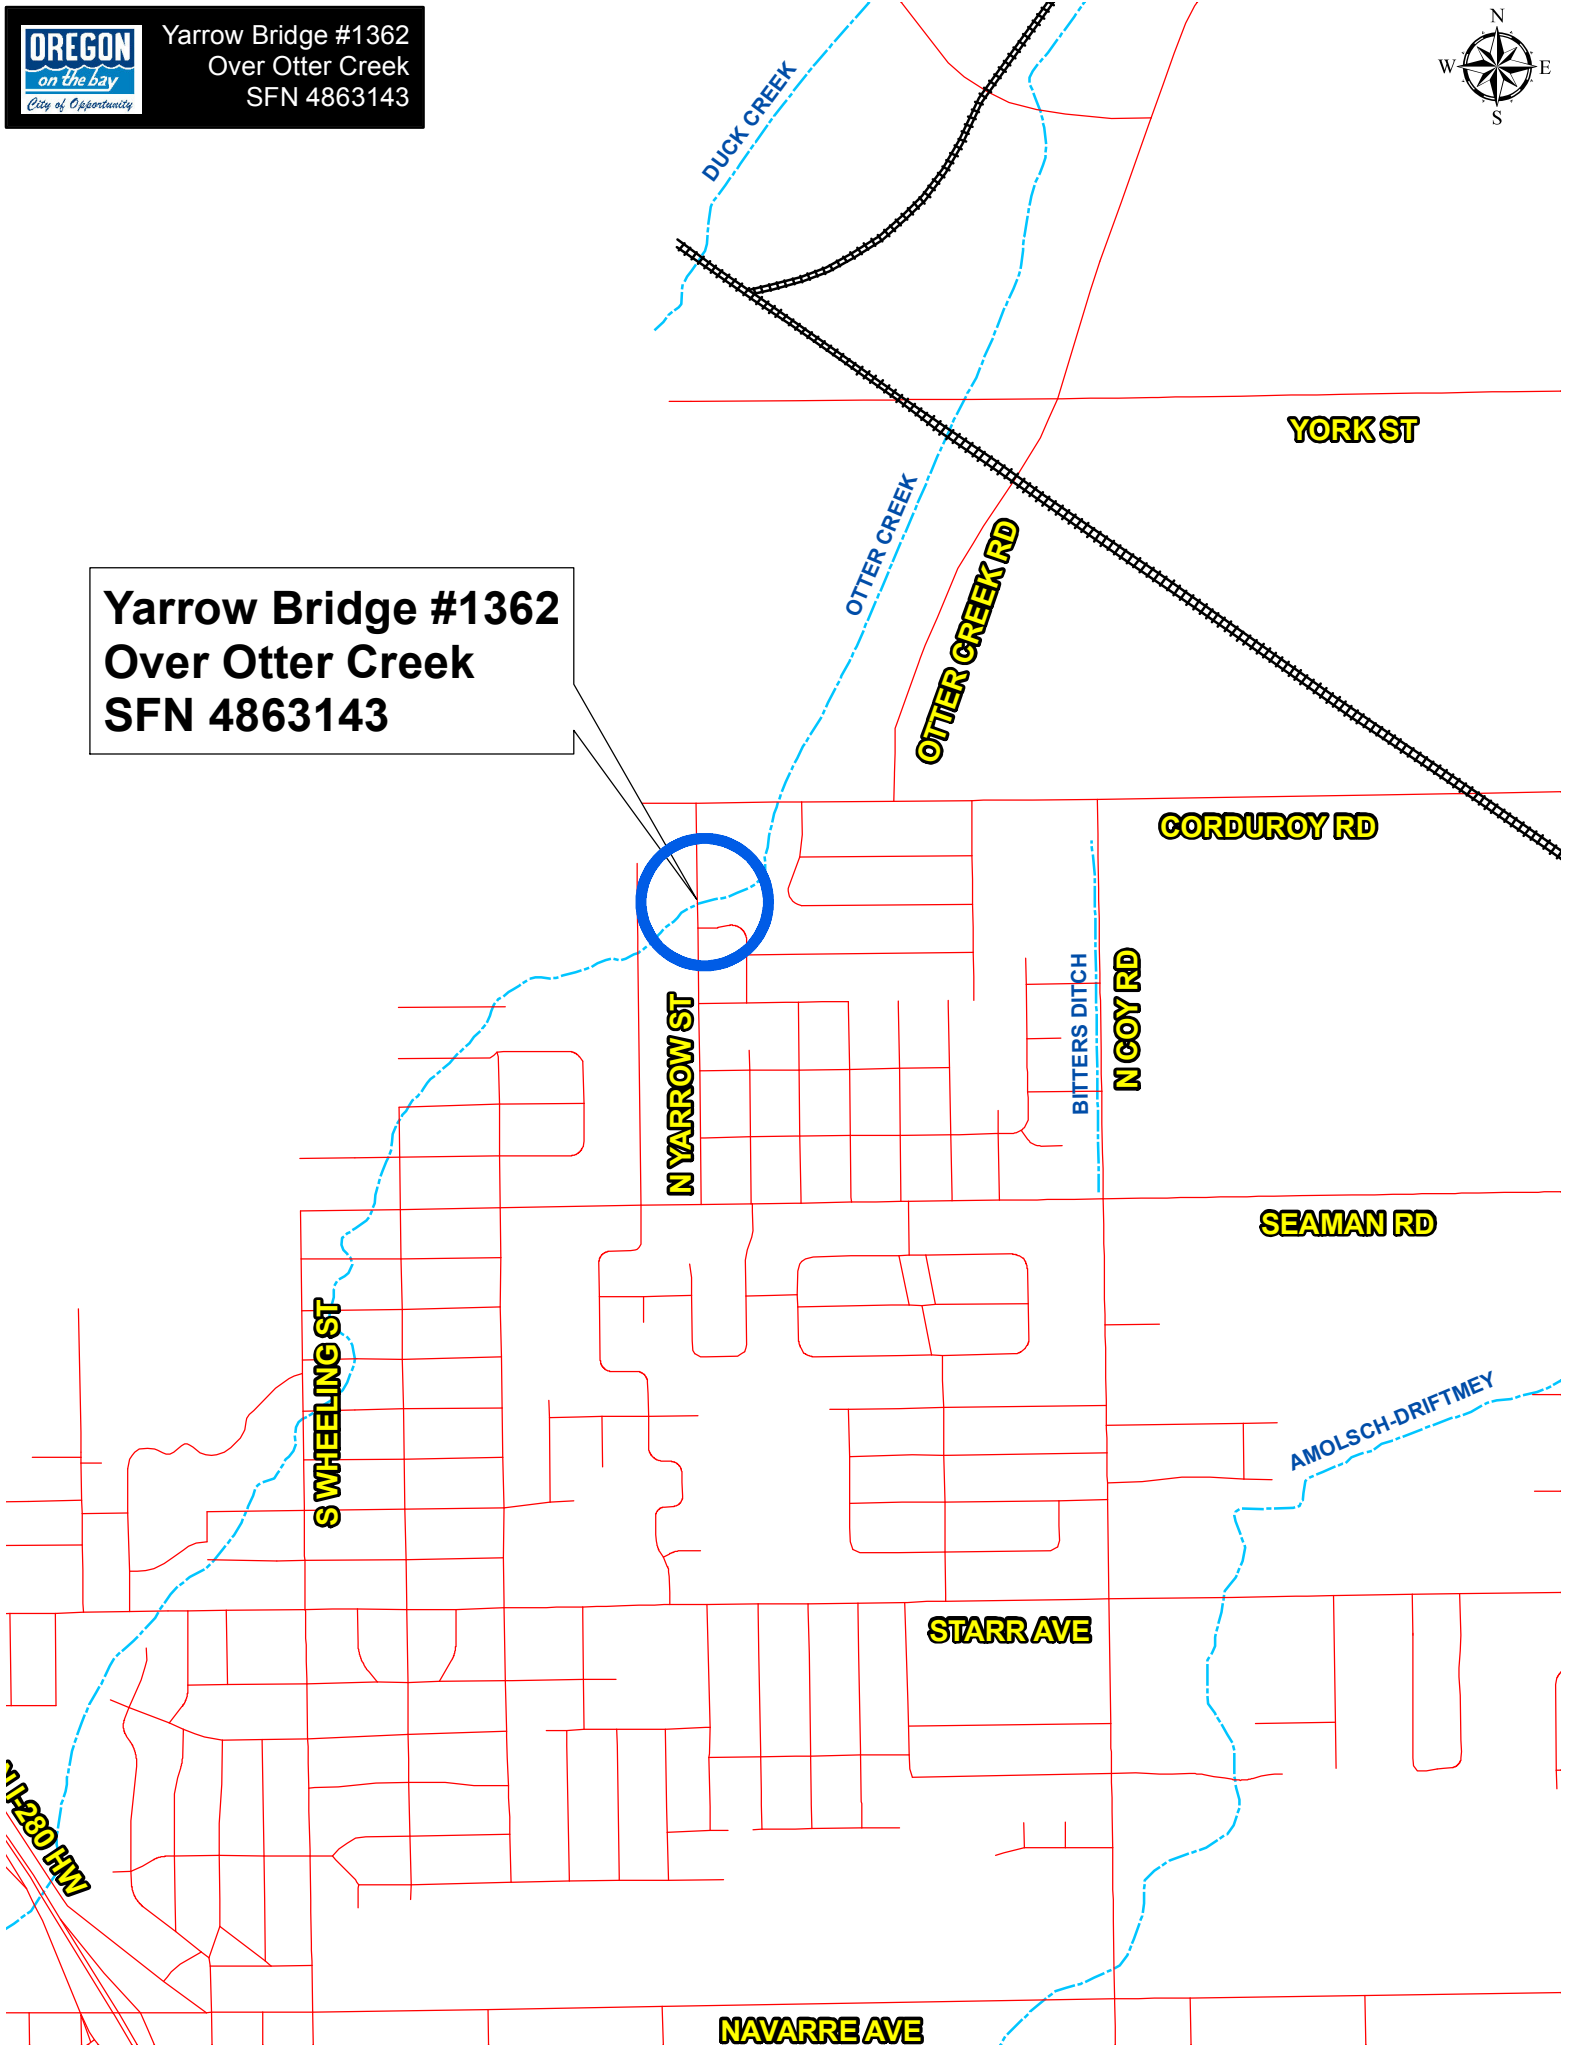 OREGON
on the bay
City of Opportunity
Yarrow Bridge #1362
Over Otter Creek
SFN 4863143
N
W E
S
DUCK CREEK
YORK ST
OTTER CREEK
OTTER CREEK RD
Yarrow Bridge #1362
Over Otter Creek
SFN 4863143
CORDUROY RD
N YARROW ST
BITTERS DITCH
N COY RD
SEAMAN RD
S WHEELING ST
AMOLSCH-DRIFTMEY
STARR AVE
I-280 HW
NAVARRE AVE